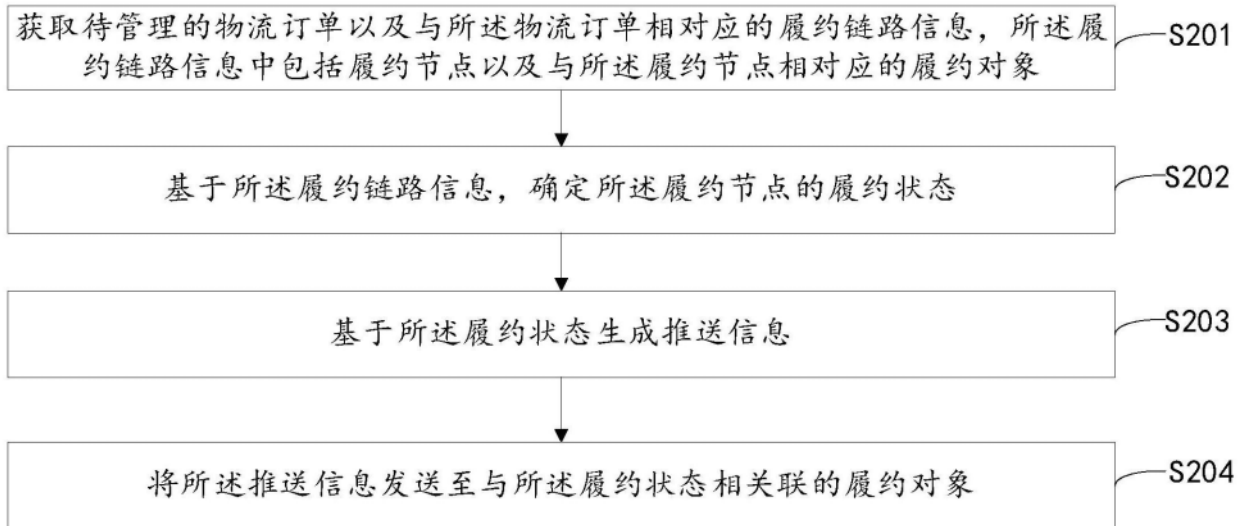 获取待管理的物流订单以及与所述物流订单相对应的履约链路信息，所述履
约链路信息中包括履约节点以及与所述履约节点相对应的履约对象
S201
基于所述履约链路信息，确定所述履约节点的履约状态
S202
基于所述履约状态生成推送信息
S203
将所述推送信息发送至与所述履约状态相关联的履约对象
S204